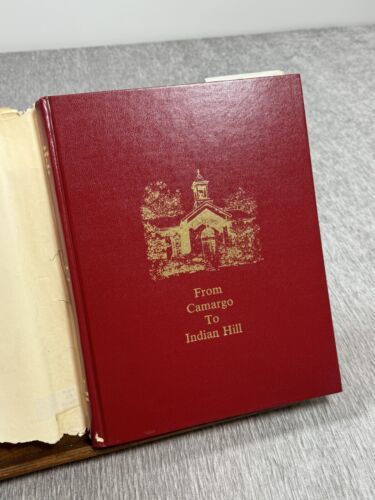 From
Camargo
To
Indian Hill